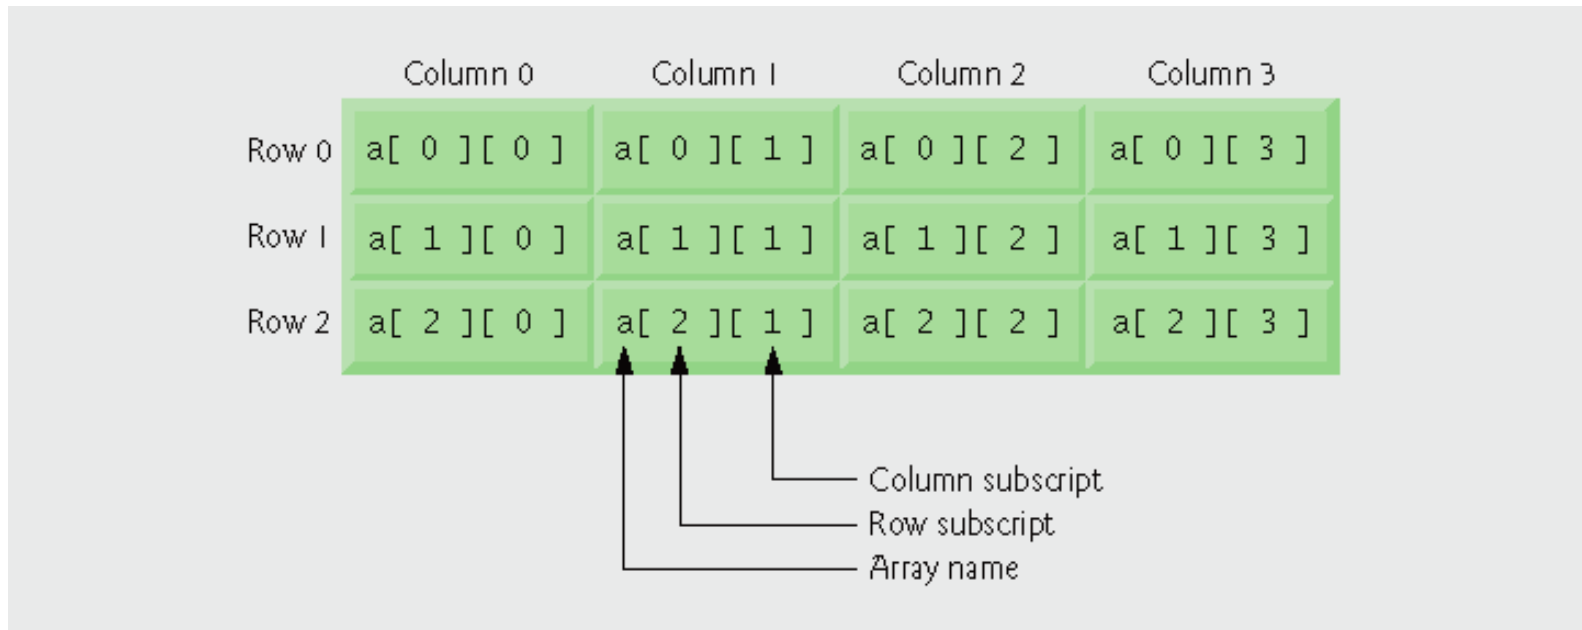 Column 0 Column 1 Column 2 Column 3
Row 0 a[ 0 ][ 0 ] a[ 0 ][ 1 ] a[ 0 ][ 2 ] a[ 0 ][ 3 ]
Row 1 a[ 1 ][ 0 ] a[ 1 ][ 1 ] a[ 1 ][ 2 ] a[ 1 ][ 3 ]
Row 2 a[ 2 ][ 0 ] a[ 2 ][ 1 ] a[ 2 ][ 2 ] a[ 2 ][ 3 ]
Column subscript
Row subscript
Array name